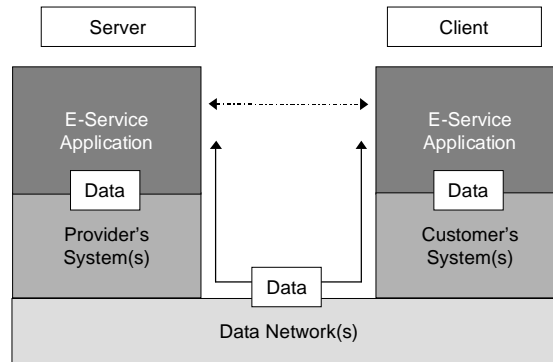 Server
Client
E-Service
Application
E-Service
Application
Data
Data
Provider's
System(s)
Customer's
System(s)
Data
Data Network(s)